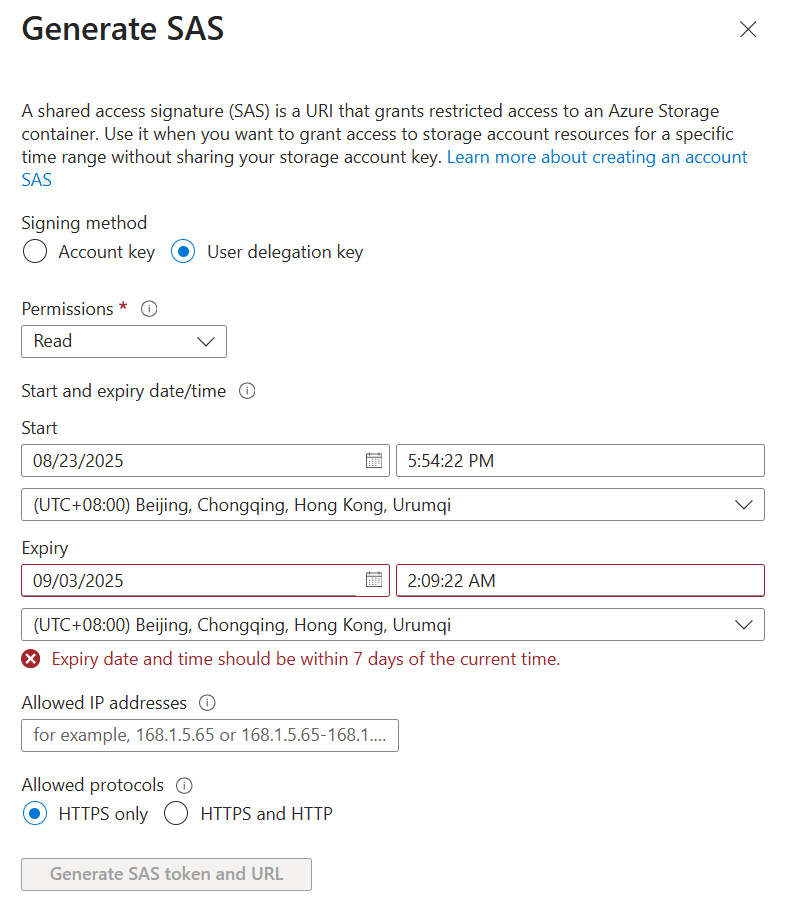 Generate SAS
A shared access signature (SAS) is a URI that grants restricted access to an Azure Storage
container. Use it when you want to grant access to storage account resources for a specific
time range without sharing your storage account key. Learn more about creating an account
SAS
Signing method
Account key User delegation key
Permissions *
Read
Start and expiry date/time
Start
08/23/2025 5:54:22 PM
(UTC+08:00) Beijing, Chongqing, Hong Kong, Urumqi
Expiry
09/03/2025 2:09:22 AM
(UTC+08:00) Beijing, Chongqing, Hong Kong, Urumqi
Expiry date and time should be within 7 days of the current time.
Allowed IP addresses
for example, 168.1.5.65 or 168.1.5.65-168.1....
Allowed protocols
HTTPS only HTTPS and HTTP
Generate SAS token and URL